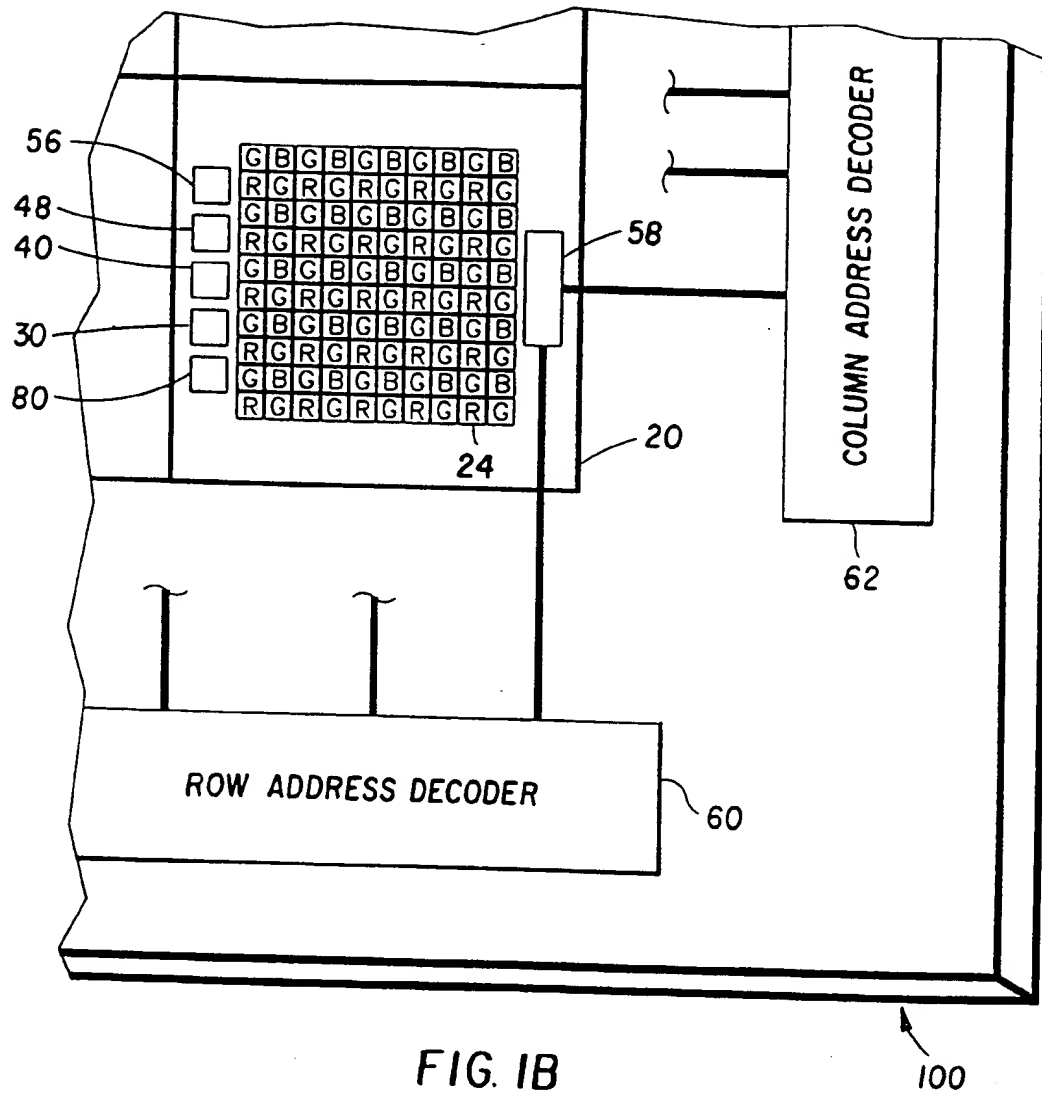 56
48
40
30
80
G B G B G B G B G B
R G R G R G R G R G
G B G B G B G B G B
R G R G R G R G R G
G B G B G B G B G B
R G R G R G R G R G
G B G B G B G B G B
R G R G R G R G R G
G B G B G B G B G B
R G R G R G R G R G
24
58
20
COLUMN ADDRESS DECODER
62
ROW ADDRESS DECODER
60
100
FIG. 1B